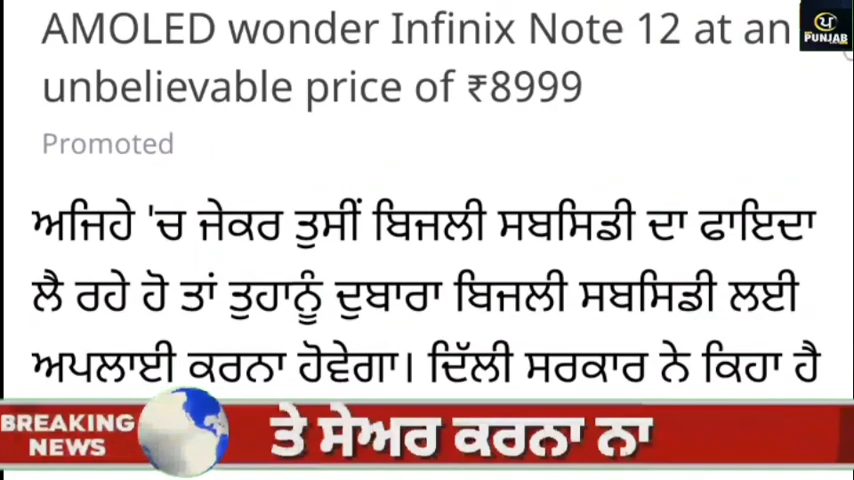 AMOLED wonder Infinix Note 12 at an
unbelievable price of ₹8999
ਪੰ
PUNJAB
Promoted
ਅਜਿਹੇ 'ਚ ਜੇਕਰ ਤੁਸੀਂ ਬਿਜਲੀ ਸਬਸਿਡੀ ਦਾ ਫਾਇਦਾ
ਲੈ ਰਹੇ ਹੋ ਤਾਂ ਤੁਹਾਨੂੰ ਦੁਬਾਰਾ ਬਿਜਲੀ ਸਬਸਿਡੀ ਲਈ
ਅਪਲਾਈ ਕਰਨਾ ਹੋਵੇਗਾ। ਦਿੱਲੀ ਸਰਕਾਰ ਨੇ ਕਿਹਾ ਹੈ
BREAKING
NEWS
ਤੇ ਸੇਅਰ ਕਰਨਾ ਨਾ